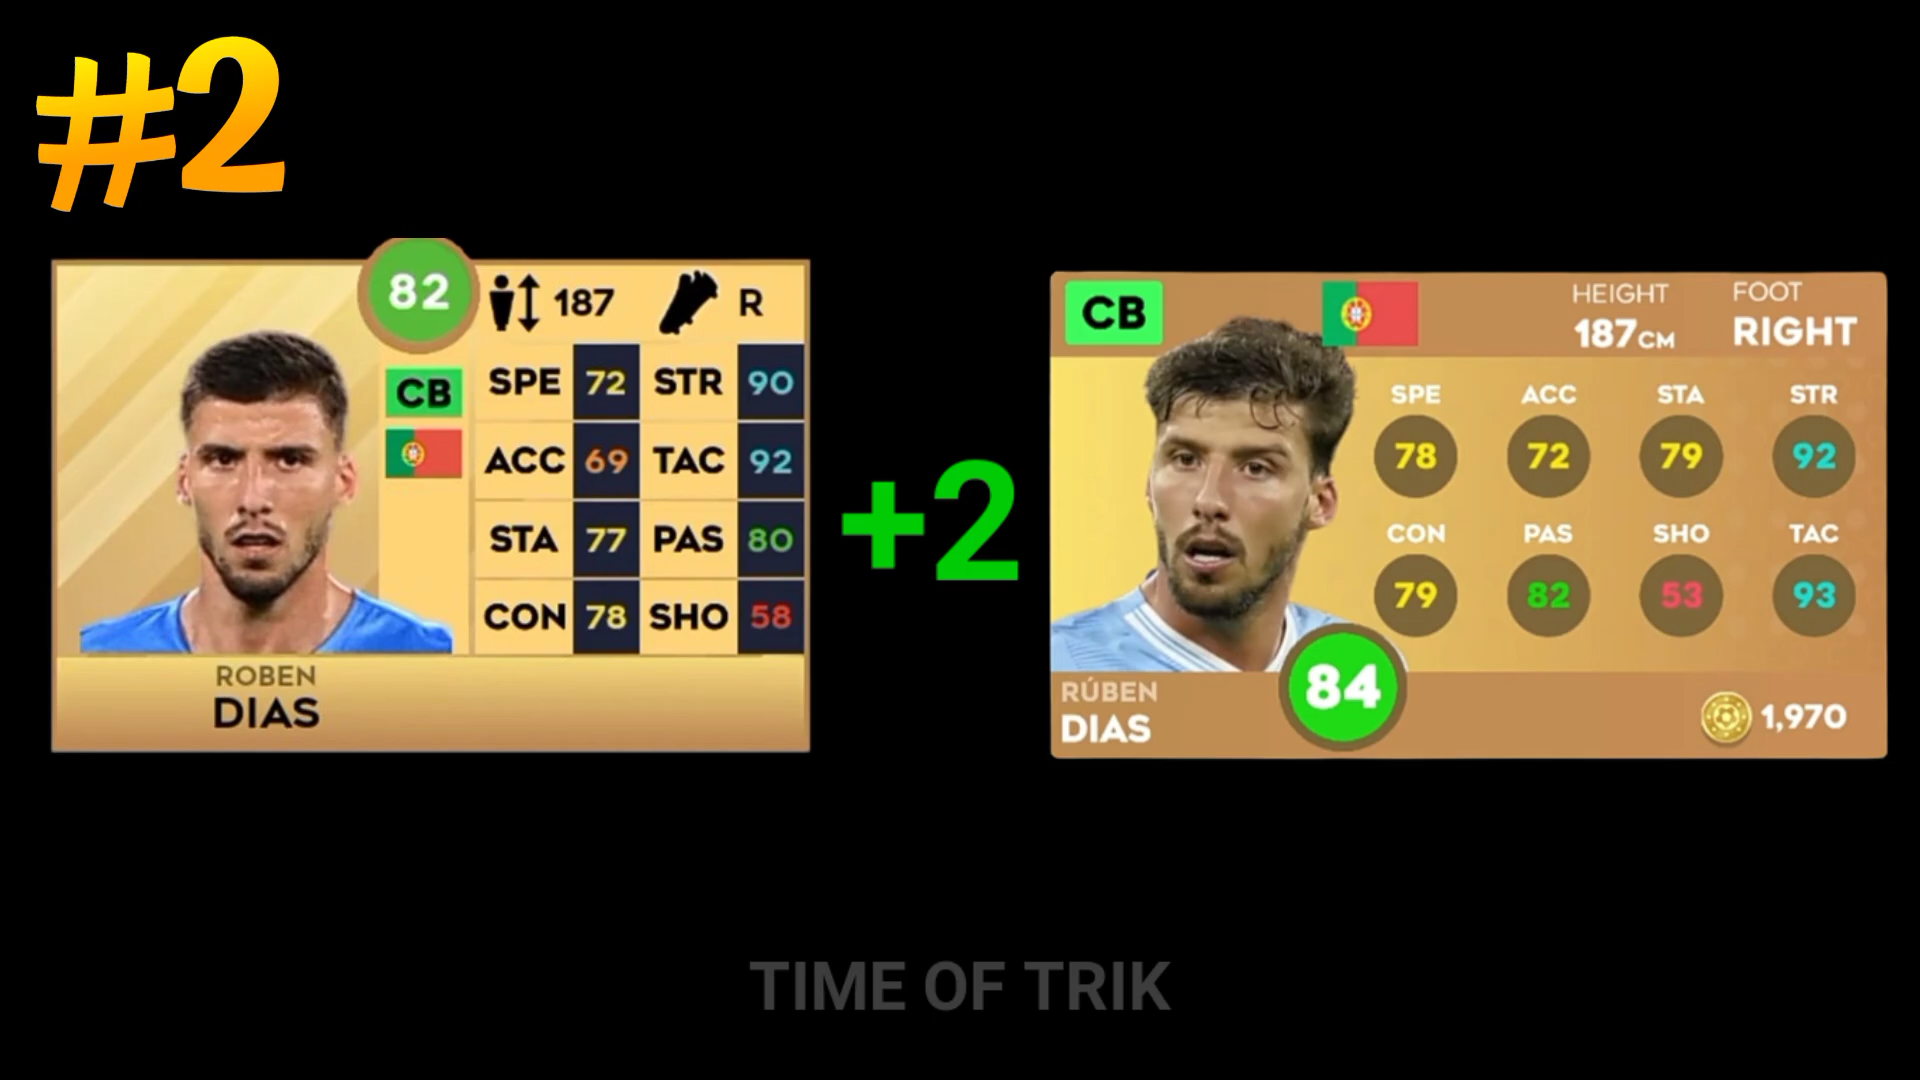 #2
82
187 R
CB
SPE 72 STR 90
ACC 69 TAC 92
STA 77 PAS 80
CON 78 SHO 58
ROBEN
DIAS
+2
CB
HEIGHT
187CM
FOOT
RIGHT
SPE ACC STA STR
78 72 79 92
CON PAS SHO TAC
79 82 53 93
RÚBEN
DIAS
84
1,970
TIME OF TRIK